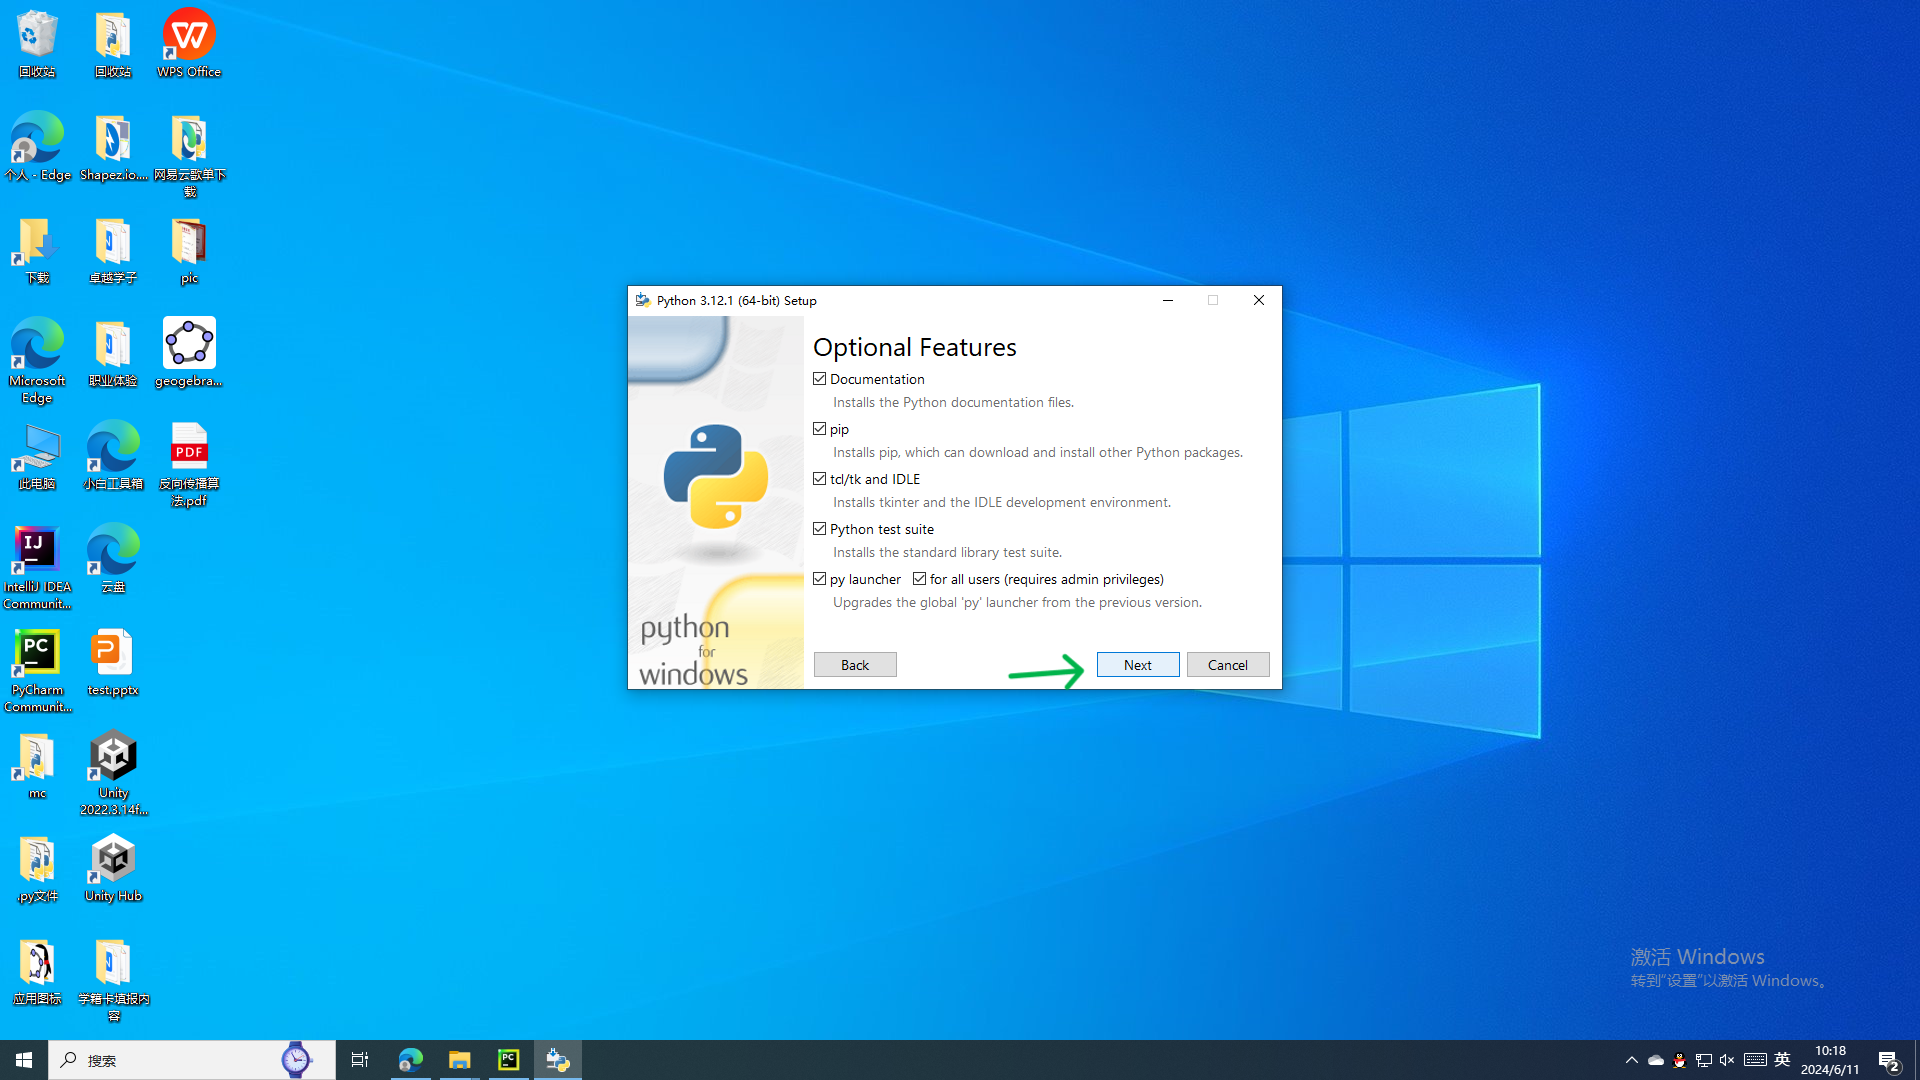 回收站
回收站
WPS Office
个人 - Edge
Shapez.io....
网易云歌单下
载
下载
卓越学子
pic
Microsoft
Edge
职业体验
geogebra...
此电脑
小白工具箱
PDF
反向传播算
法.pdf
IJ
IntelliJ IDEA
Communit...
云盘
PC
PyCharm
Communit...
P
test.pptx
mc
Unity
2022.3.14f...
.py文件
Unity Hub
应用图标
学籍卡填报内
容
Python 3.12.1 (64-bit) Setup
Optional Features
Documentation
Installs the Python documentation files.
pip
Installs pip, which can download and install other Python packages.
tcl/tk and IDLE
Installs tkinter and the IDLE development environment.
Python test suite
Installs the standard library test suite.
py launcher for all users (requires admin privileges)
Upgrades the global 'py' launcher from the previous version.
python
for
windows
Back
Next
Cancel
激活 Windows
转到"设置"以激活 Windows。
搜索
PC
英
10:18
2024/6/11
2